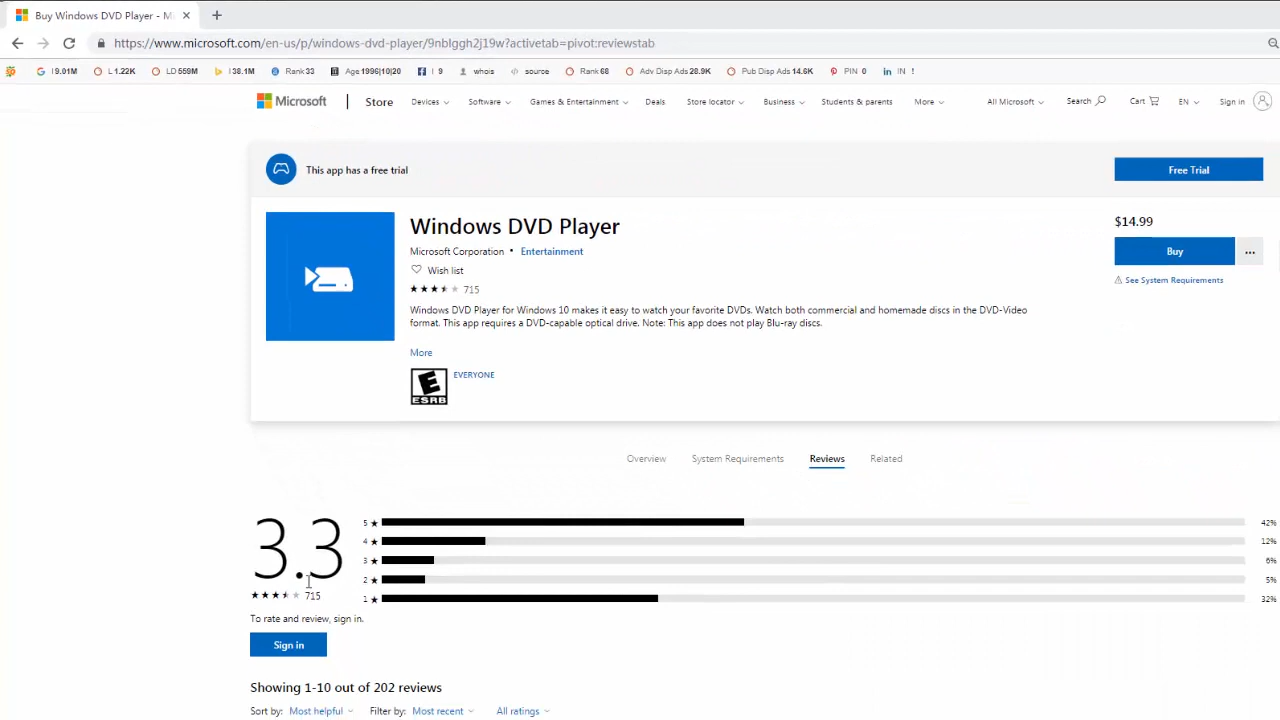 Buy Windows DVD Player - Mi
https://www.microsoft.com/en-us/p/windows-dvd-player/9nblggh2j19w?activetab=pivot:reviewstab
I 9.01M L 1.22K LD 559M I 38.1M Rank 33 Age 1996|10|20 I 9 whois source Rank 68 Adv Disp Ads 28.9K Pub Disp Ads 14.6K PIN 0 IN !
Microsoft Store Devices Software Games & Entertainment Deals Store locator Business Students & parents More All Microsoft Search Cart EN Sign in
This app has a free trial Free Trial
Windows DVD Player $14.99
Microsoft Corporation • Entertainment Buy ...
Wish list
715 See System Requirements
Windows DVD Player for Windows 10 makes it easy to watch your favorite DVDs. Watch both commercial and homemade discs in the DVD-Video
format. This app requires a DVD-capable optical drive. Note: This app does not play Blu-ray discs.
More
E EVERYONE
ESRB
Overview System Requirements Reviews Related
3.3
5 42%
4 12%
3 6%
2 5%
1 32%
715
To rate and review, sign in.
Sign in
Showing 1-10 out of 202 reviews
Sort by: Most helpful Filter by: Most recent All ratings